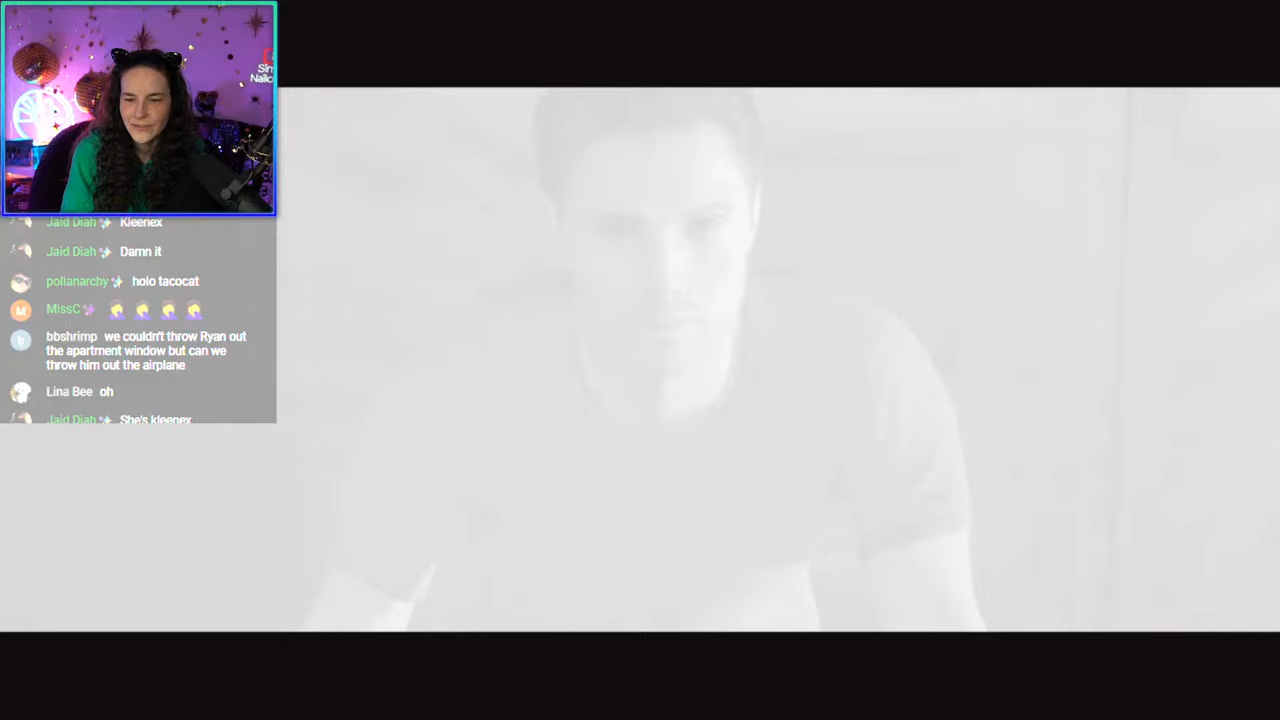 Jaid Diah Kleenex
Jaid Diah Damn it
polianarchy holo tacocat
MissC
bbshrimp we couldn't throw Ryan out
the apartment window but can we
throw him out the airplane
Lina Bee oh
Jaid Diah She's kleenex